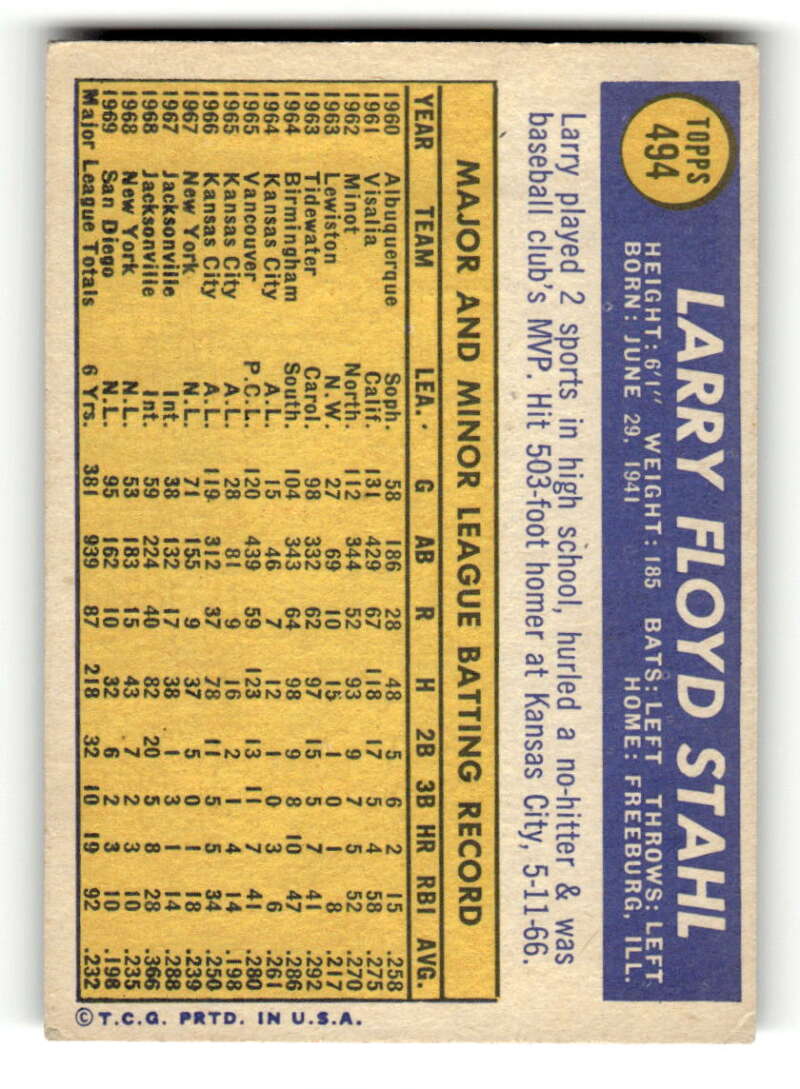 TOPPS
494
LARRY FLOYD STAHL
HEIGHT: 6'1" WEIGHT: 185 BATS: LEFT THROWS: LEFT
BORN: JUNE 29, 1941 HOME: FREEBURG, ILL.
Larry played 2 sports in high school, hurled a no-hitter & was
baseball club's MVP. Hit 503-foot homer at Kansas City, 5-11-66.
MAJOR AND MINOR LEAGUE BATTING RECORD
YEAR TEAM LEA. G AB R H 2B 3B HR RBI AVG.
1960 Albuquerque Soph. 58 186 28 48 5 6 2 15 .258
1961 Visalia Calif. 131 429 67 118 17 5 4 58 .275
1962 Minot North. 112 344 52 93 9 7 5 52 .270
1963 Lewiston N.W. 27 69 10 15 1 0 1 8 .217
1963 Tidewater Carol. 98 332 62 97 15 5 7 41 .292
1964 Birmingham South. 104 343 64 98 9 8 10 47 .286
1964 Kansas City A.L. 15 46 7 12 1 0 3 6 .261
1965 Vancouver P.C.L. 120 439 59 123 13 11 7 41 .280
1965 Kansas City A.L. 28 81 9 16 2 1 4 14 .198
1966 Kansas City A.L. 119 312 37 78 11 5 5 34 .250
1967 New York N.L. 71 155 9 37 5 0 1 18 .239
1967 Jacksonville Int. 38 132 17 38 1 3 1 14 .288
1968 Jacksonville Int. 59 224 40 82 20 5 8 28 .366
1968 New York N.L. 53 183 15 43 7 2 3 10 .235
1969 San Diego N.L. 95 162 10 32 6 2 3 10 .198
Major League Totals 6 Yrs. 381 939 87 218 32 10 19 92 .232
© T.C.G. PRTD. IN U.S.A.